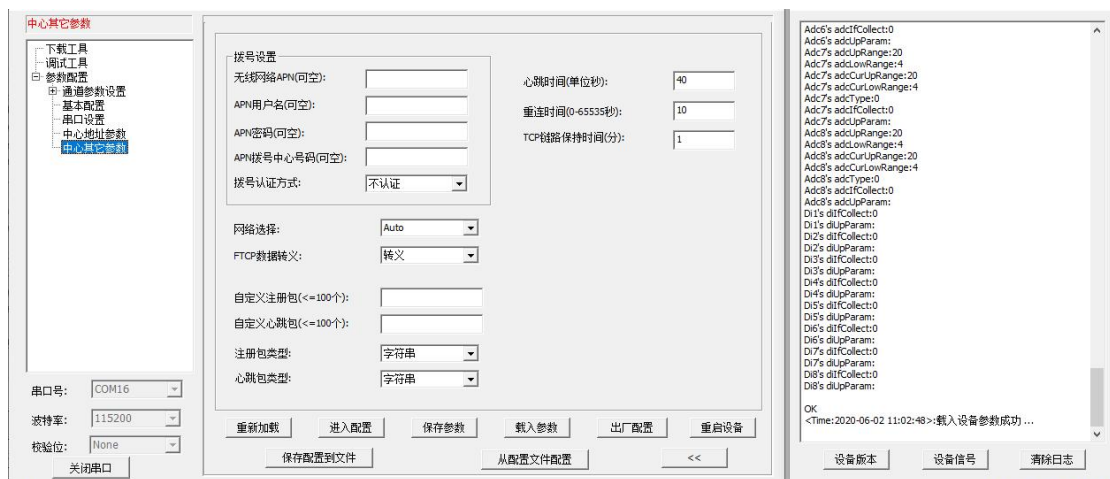 中心其它参数
下载工具
调试工具
参数配置
通道参数设置
基本配置
串口设置
中心地址参数
中心其它参数
串口号: COM16
波特率: 115200
校验位: None
关闭串口
拨号设置
无线网络APN(可空):
APN用户名(可空):
APN密码(可空):
APN拨号中心号码(可空):
拨号认证方式: 不认证
心跳时间(单位秒): 40
重连时间(0-65535秒): 10
TCP链路保持时间(分): 1
网络选择: Auto
FTCP数据转义: 转义
自定义注册包(<=100个):
自定义心跳包(<=100个):
注册包类型: 字符串
心跳包类型: 字符串
重新加载 进入配置 保存参数 载入参数 出厂配置 重启设备
保存配置到文件 从配置文件配置 <<
Adc6's adcIfCollect:0
Adc6's adcUpParam:
Adc7's adcUpRange:20
Adc7's adcLowRange:4
Adc7's adcCurUpRange:20
Adc7's adcCurLowRange:4
Adc7's adcType:0
Adc7's adcIfCollect:0
Adc7's adcUpParam:
Adc8's adcUpRange:20
Adc8's adcLowRange:4
Adc8's adcCurUpRange:20
Adc8's adcCurLowRange:4
Adc8's adcType:0
Adc8's adcIfCollect:0
Adc8's adcUpParam:
Di1's diIfCollect:0
Di1's diUpParam:
Di2's diIfCollect:0
Di2's diUpParam:
Di3's diIfCollect:0
Di3's diUpParam:
Di4's diIfCollect:0
Di4's diUpParam:
Di5's diIfCollect:0
Di5's diUpParam:
Di6's diIfCollect:0
Di6's diUpParam:
Di7's diIfCollect:0
Di7's diUpParam:
Di8's diIfCollect:0
Di8's diUpParam:
OK
<Time:2020-06-02 11:02:48>:载入设备参数成功 ...
设备版本 设备信号 清除日志